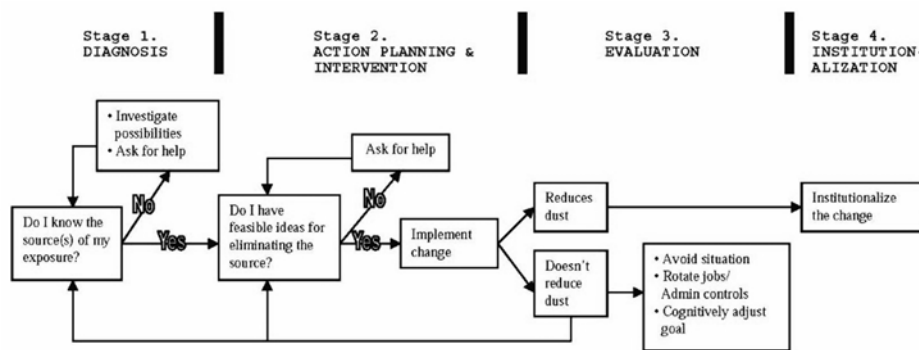 Stage 1.
DIAGNOSIS
Stage 2.
ACTION PLANNING &
INTERVENTION
Stage 3.
EVALUATION
Stage 4.
INSTITUTION-
ALIZATION
• Investigate
possibilities
• Ask for help
No
Do I know the
source(s) of my
exposure?
Yes
Ask for help
No
Do I have
feasible ideas for
eliminating the
source?
Yes
Implement
change
Reduces
dust
Institutionalize
the change
Doesn't
reduce
dust
• Avoid situation
• Rotate jobs/
Admin controls
• Cognitively adjust
goal